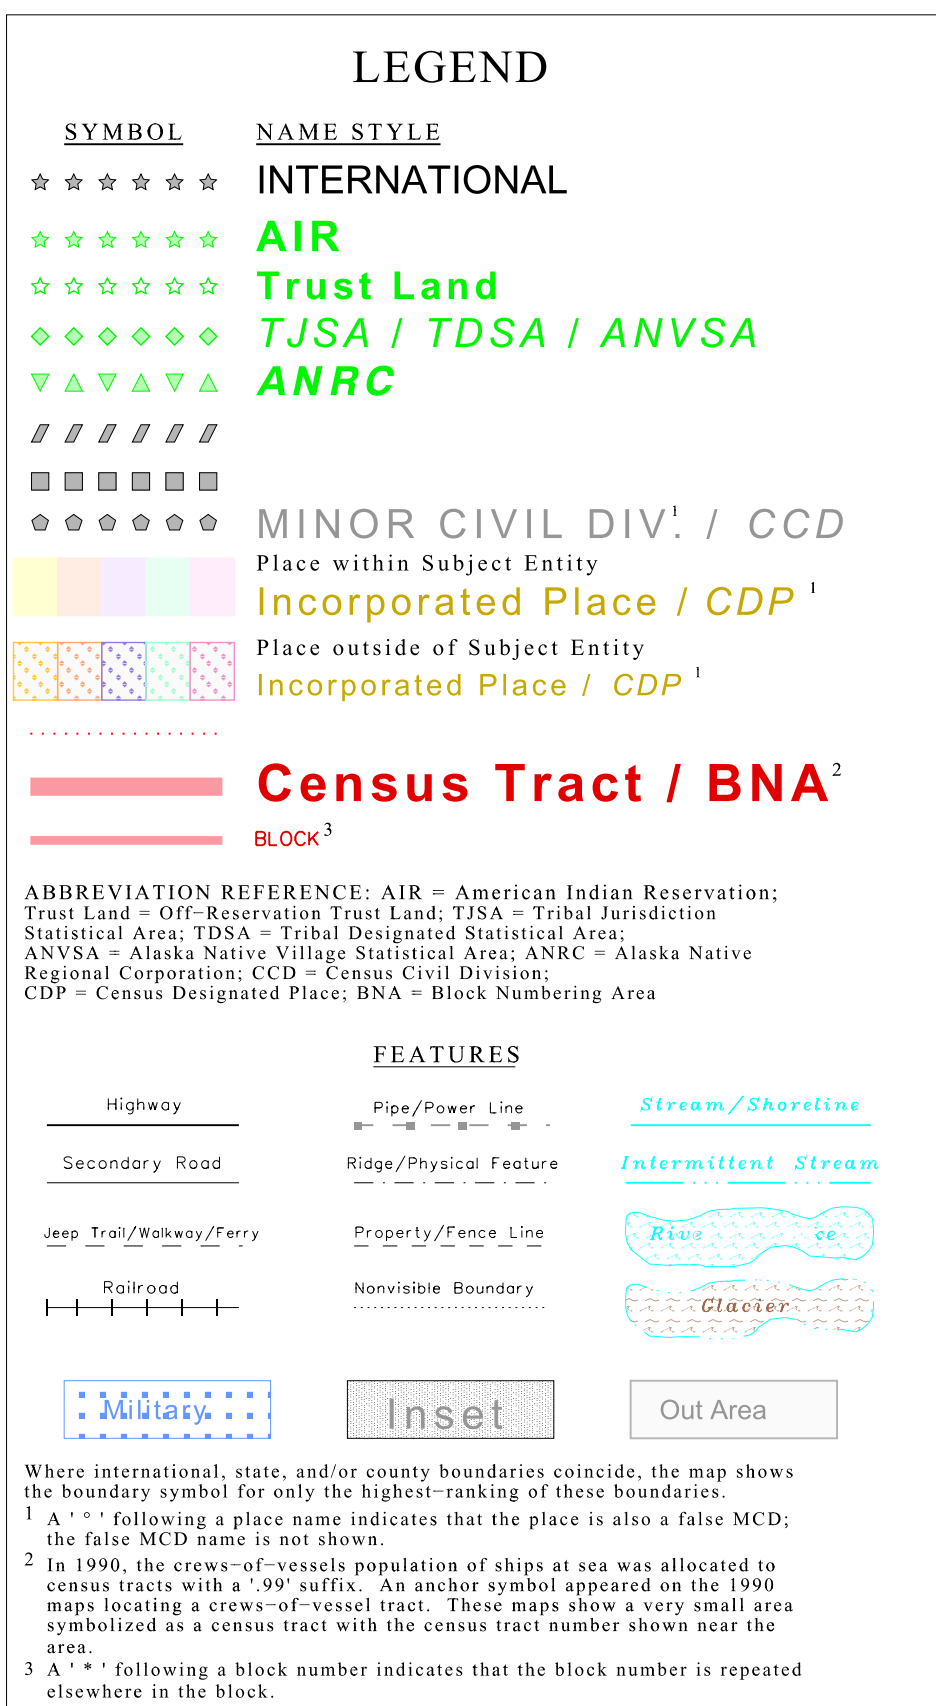 LEGEND
SYMBOL NAME STYLE
INTERNATIONAL
AIR
Trust Land
TJSA / TDSA / ANVSA
ANRC
MINOR CIVIL DIV.¹ / CCD
Place within Subject Entity
Incorporated Place / CDP ¹
Place outside of Subject Entity
Incorporated Place / CDP ¹
Census Tract / BNA²
BLOCK³
ABBREVIATION REFERENCE: AIR = American Indian Reservation;
Trust Land = Off−Reservation Trust Land; TJSA = Tribal Jurisdiction
Statistical Area; TDSA = Tribal Designated Statistical Area;
ANVSA = Alaska Native Village Statistical Area; ANRC = Alaska Native
Regional Corporation; CCD = Census Civil Division;
CDP = Census Designated Place; BNA = Block Numbering Area
FEATURES
Highway Pipe/Power Line Stream/Shoreline
Secondary Road Ridge/Physical Feature Intermittent Stream
Jeep Trail/Walkway/Ferry Property/Fence Line
Railroad Nonvisible Boundary Glacier
Military Inset Out Area
Where international, state, and/or county boundaries coincide, the map shows
the boundary symbol for only the highest−ranking of these boundaries.
1 A ' ° ' following a place name indicates that the place is also a false MCD;
the false MCD name is not shown.
2 In 1990, the crews−of−vessels population of ships at sea was allocated to
census tracts with a '.99' suffix. An anchor symbol appeared on the 1990
maps locating a crews−of−vessel tract. These maps show a very small area
symbolized as a census tract with the census tract number shown near the
area.
3 A ' * ' following a block number indicates that the block number is repeated
elsewhere in the block.